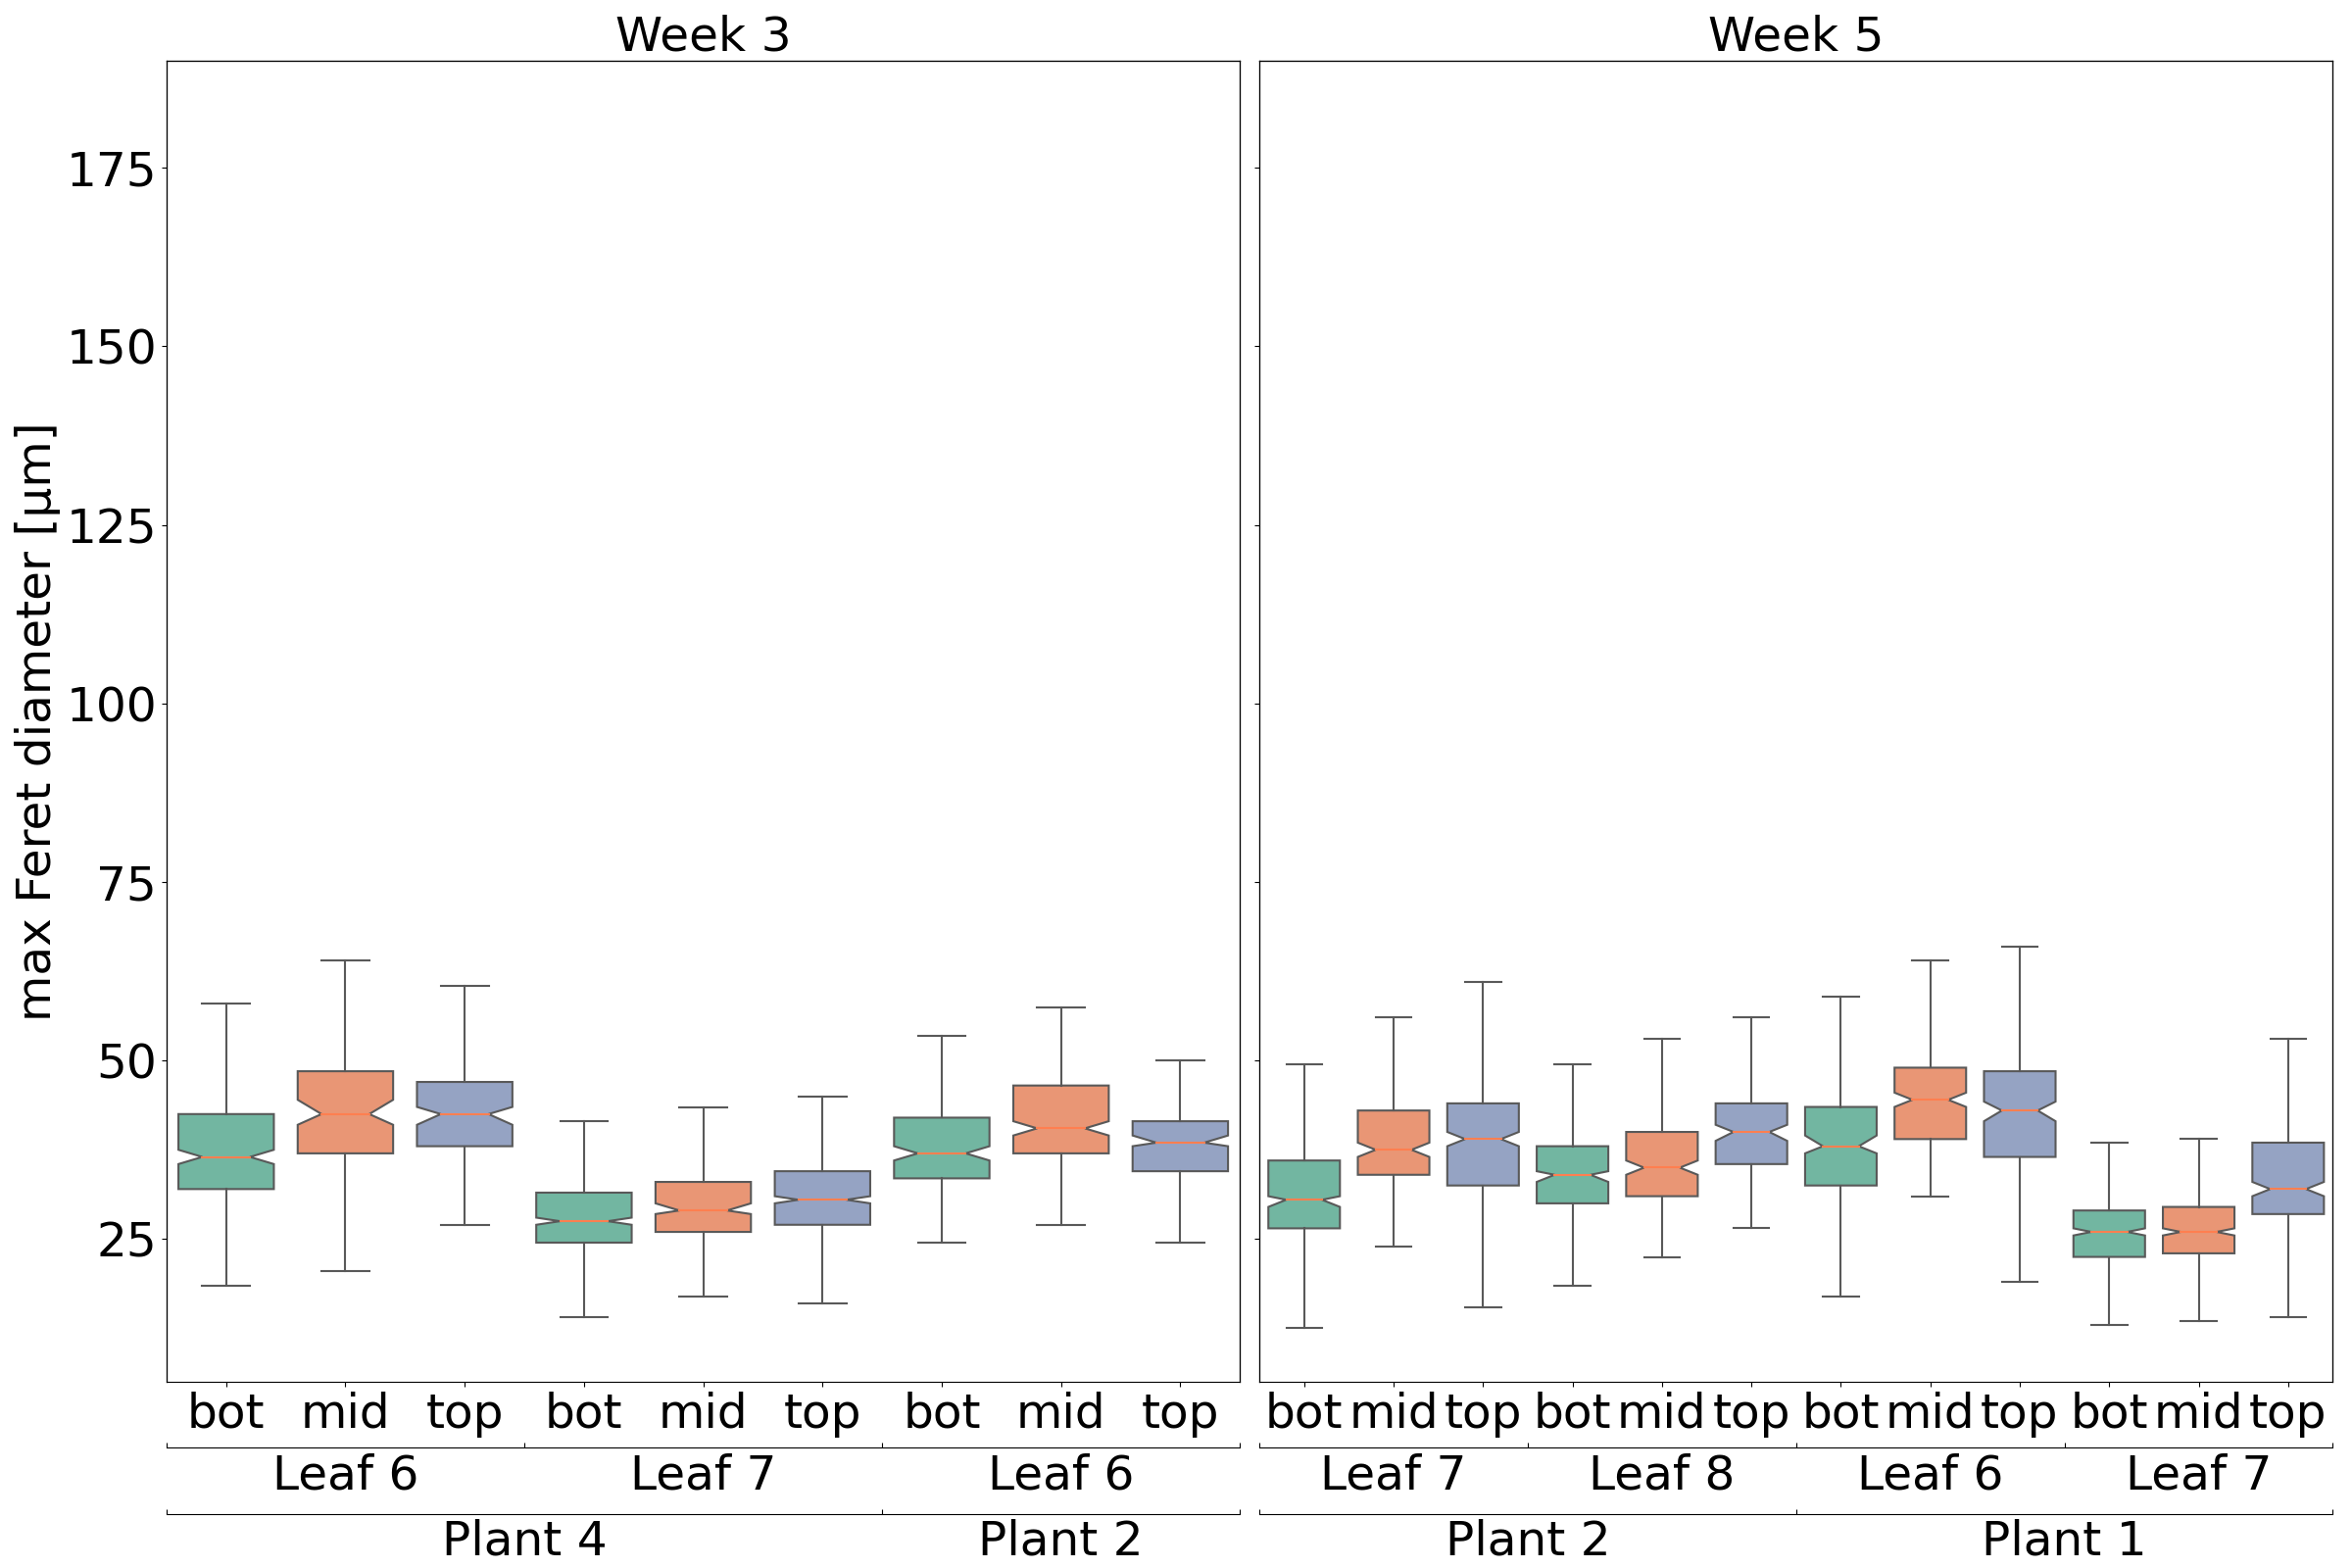 Week 3
Week 5
max Feret diameter [µm]
175
150
125
100
75
50
25
bot mid top bot mid top bot mid top
bot mid top bot mid top bot mid top bot mid top
Leaf 6 Leaf 7 Leaf 6
Leaf 7 Leaf 8 Leaf 6 Leaf 7
Plant 4 Plant 2
Plant 2 Plant 1